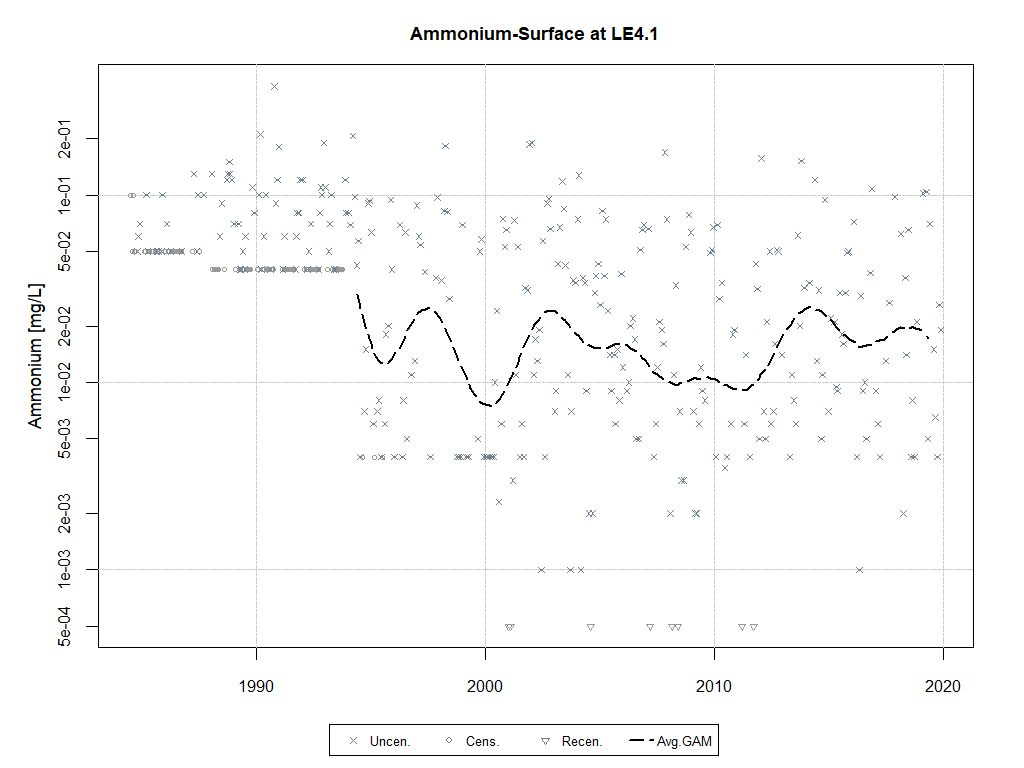 Ammonium-Surface at LE4.1
Ammonium [mg/L]
2e-01
1e-01
5e-02
2e-02
1e-02
5e-03
2e-03
1e-03
5e-04
1990 2000 2010 2020
Uncen. Cens. Recen. Avg.GAM